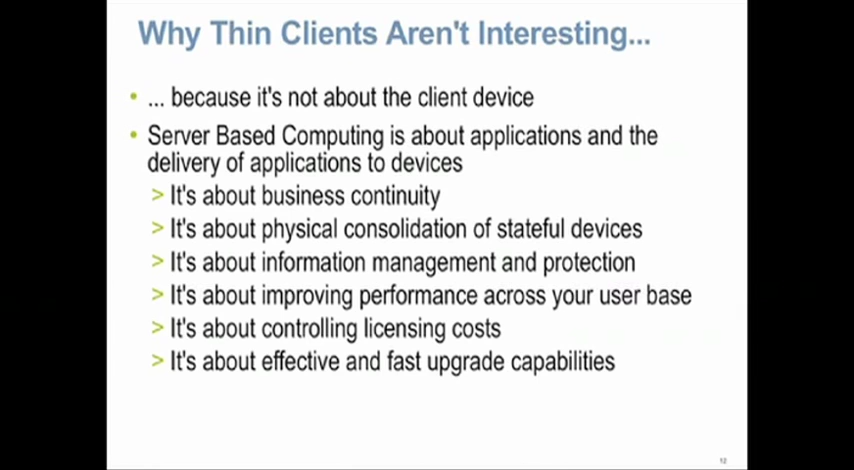 Why Thin Clients Aren't Interesting...
• ... because it's not about the client device
• Server Based Computing is about applications and the
delivery of applications to devices
> It's about business continuity
> It's about physical consolidation of stateful devices
> It's about information management and protection
> It's about improving performance across your user base
> It's about controlling licensing costs
> It's about effective and fast upgrade capabilities
12